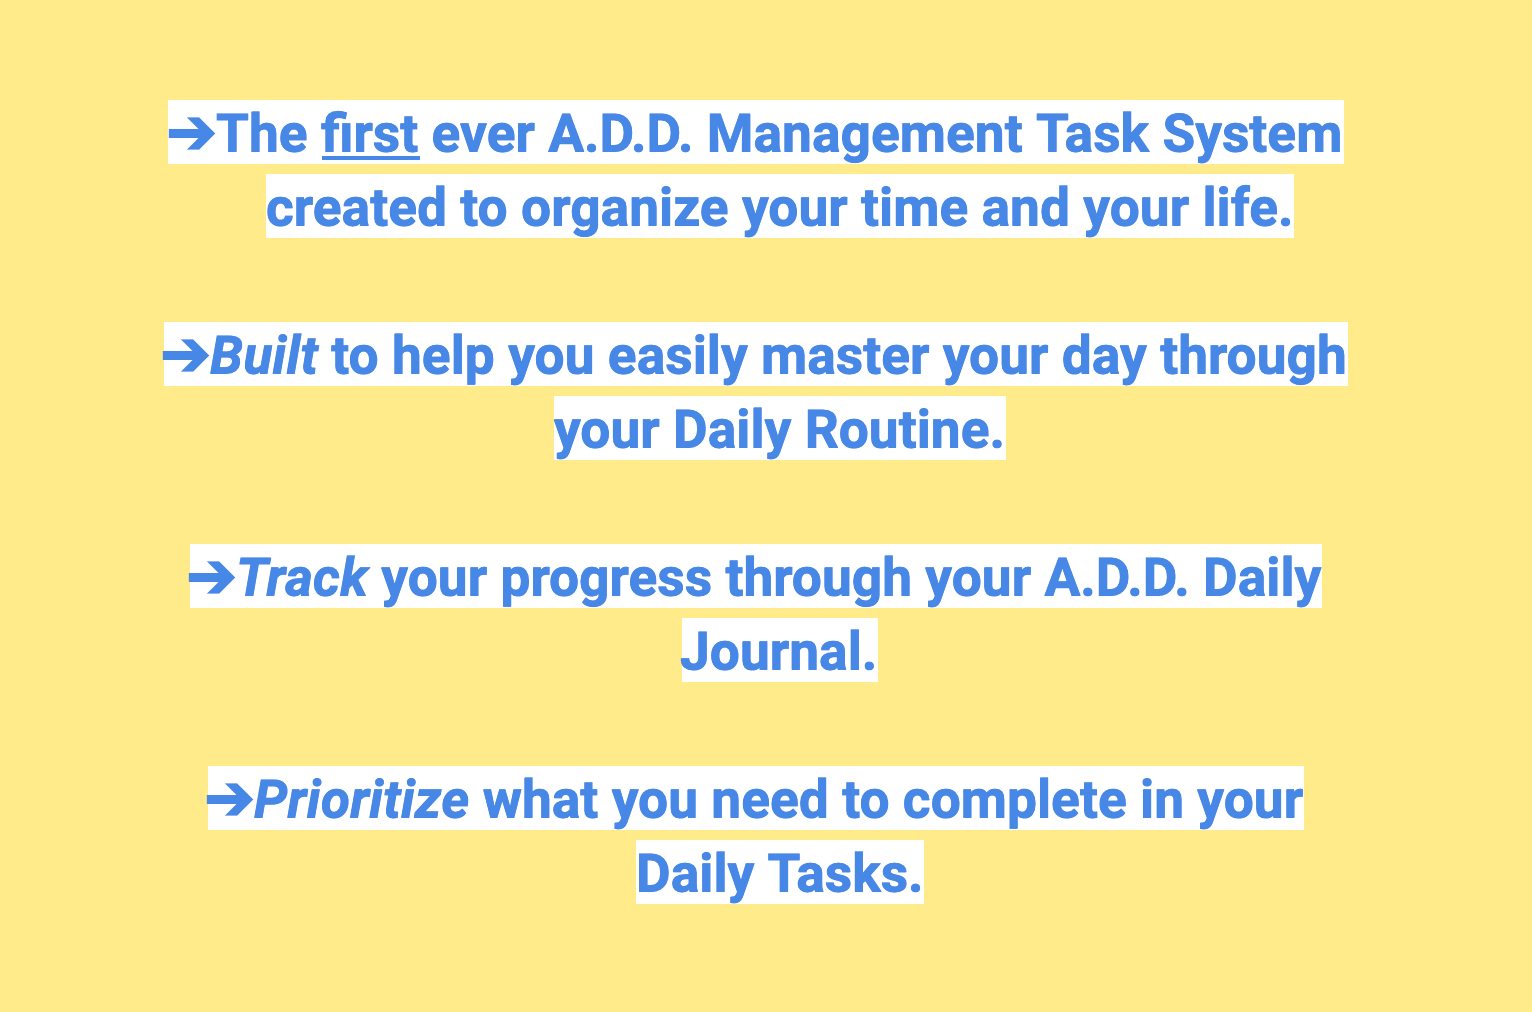 ➔The first ever A.D.D. Management Task System
created to organize your time and your life.
➔Built to help you easily master your day through
your Daily Routine.
➔Track your progress through your A.D.D. Daily
Journal.
➔Prioritize what you need to complete in your
Daily Tasks.